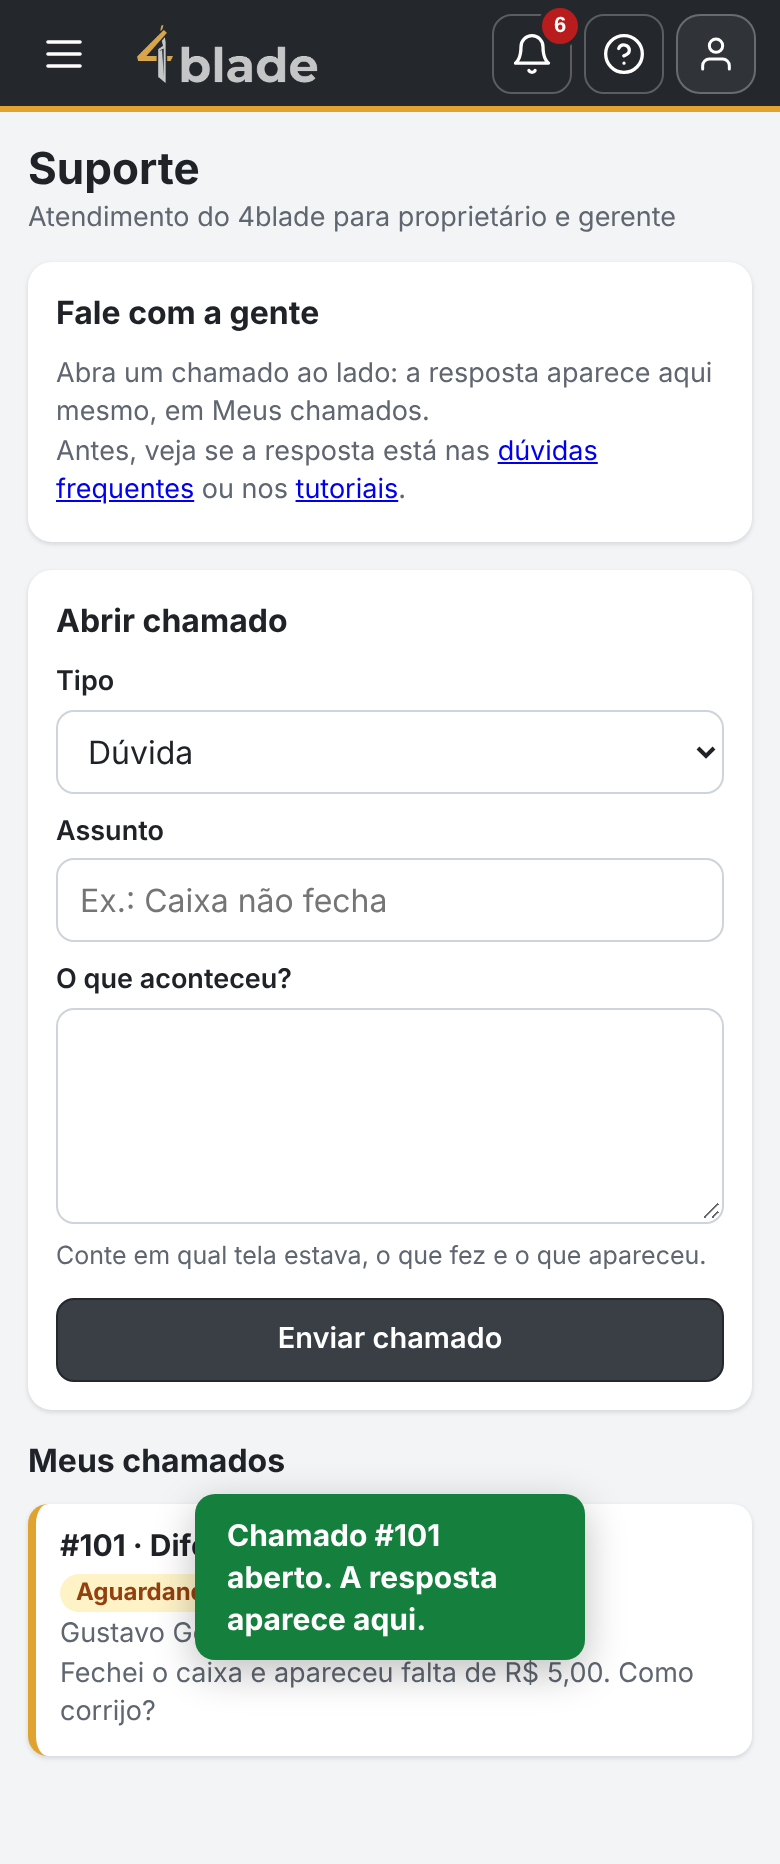 4blade
6
Suporte
Atendimento do 4blade para proprietário e gerente
Fale com a gente
Abra um chamado ao lado: a resposta aparece aqui
mesmo, em Meus chamados.
Antes, veja se a resposta está nas dúvidas
frequentes ou nos tutoriais.
Abrir chamado
Tipo
Dúvida
Assunto
Ex.: Caixa não fecha
O que aconteceu?
Conte em qual tela estava, o que fez e o que apareceu.
Enviar chamado
Meus chamados
#101 ·
Chamado #101
aberto. A resposta
aparece aqui.
Gustavo
Fechei o caixa e apareceu falta de R$ 5,00. Como
corrijo?